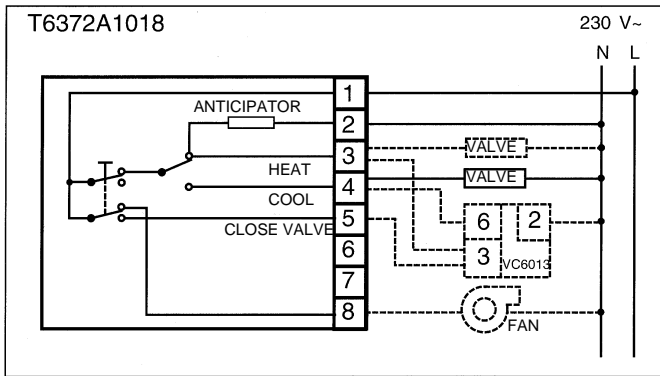 T6372A1018
230 V~
N L
1
ANTICIPATOR
2
3
VALVE
HEAT
4
VALVE
COOL
5
CLOSE VALVE
6 2
6
3 VC6013
7
8
FAN